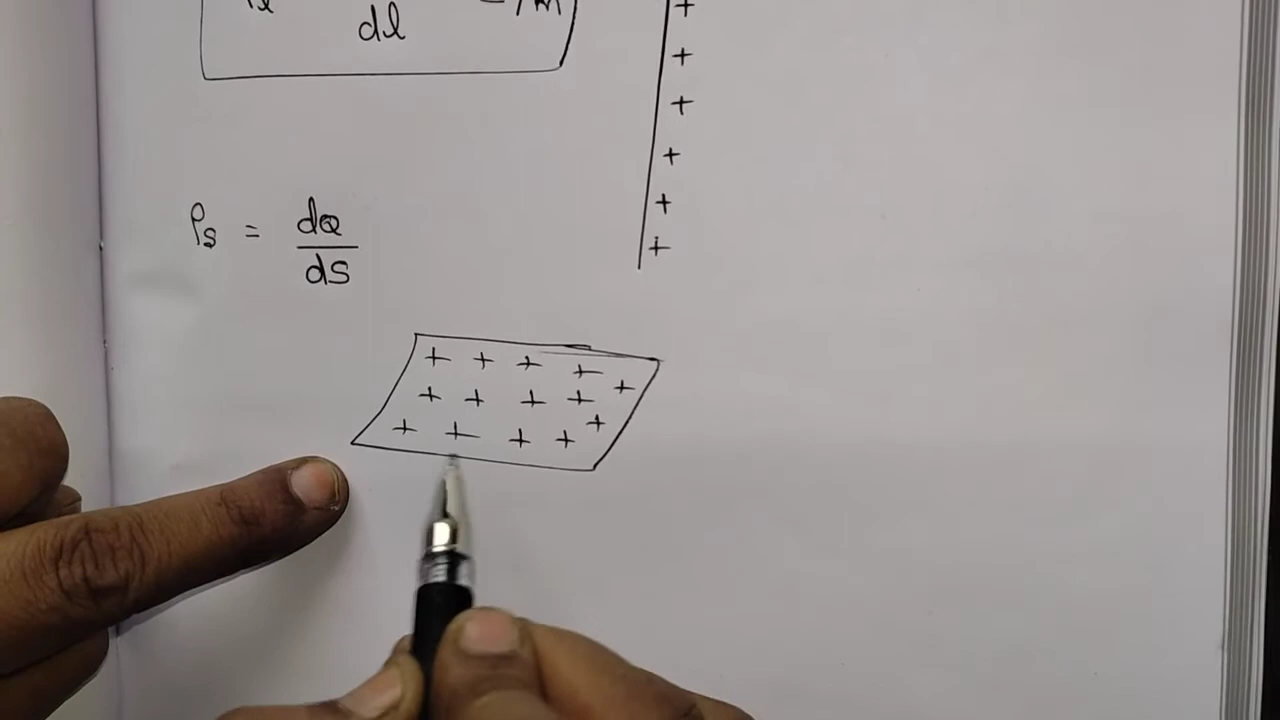 dl
ρs = dQ
ds
+
+
+
+
+
+
+ + + +
+ + + + +
+ + + + +